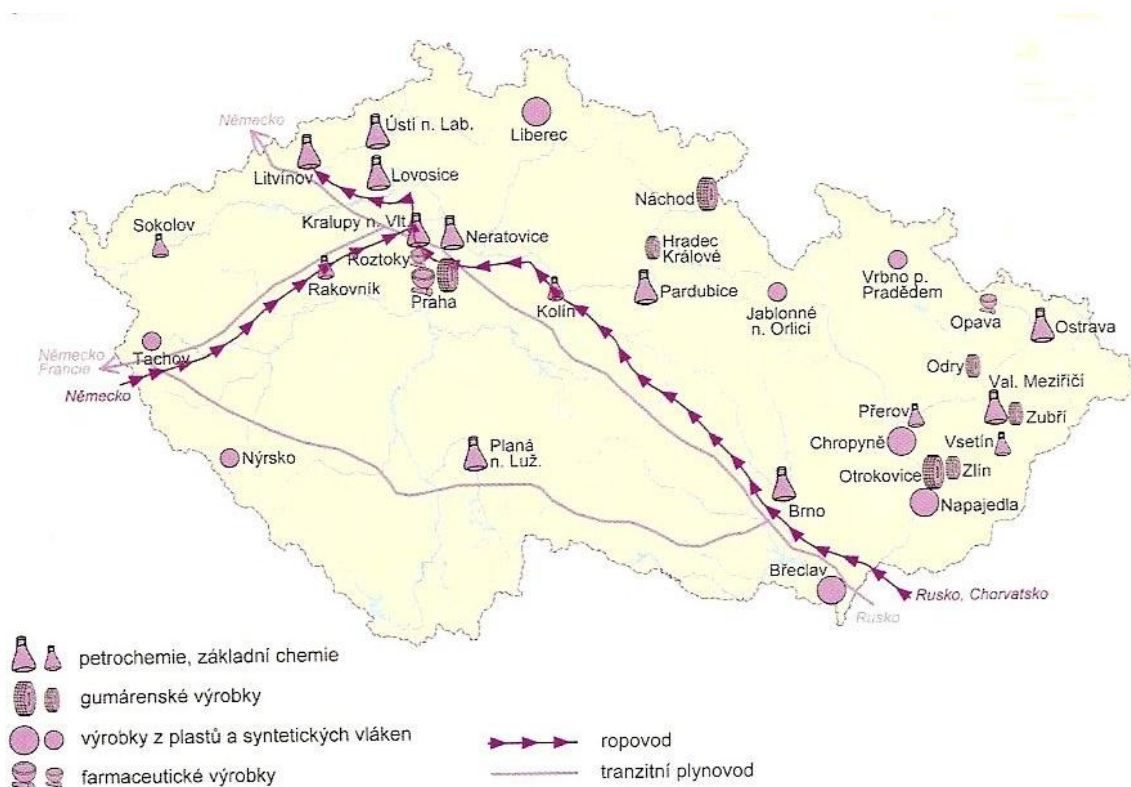 Německo
Ústí n. Lab.
Liberec
Litvínov
Lovosice
Náchod
Sokolov
Kralupy n. Vlt.
Neratovice
Hradec
Králové
Roztoky
Rakovník
Praha
Kolín
Pardubice
Jablonné
n. Orlicí
Vrbno p.
Pradědem
Opava
Ostrava
Tachov
Německo
Francie
Německo
Odry
Val. Meziříčí
Zubří
Přerov
Chropyně
Vsetín
Nýrsko
Planá
n. Luž.
Otrokovice
Zlín
Napajedla
Brno
Břeclav
Rusko, Chorvatsko
Rusko
petrochemie, základní chemie
gumárenské výrobky
výrobky z plastů a syntetických vláken
farmaceutické výrobky
ropovod
tranzitní plynovod